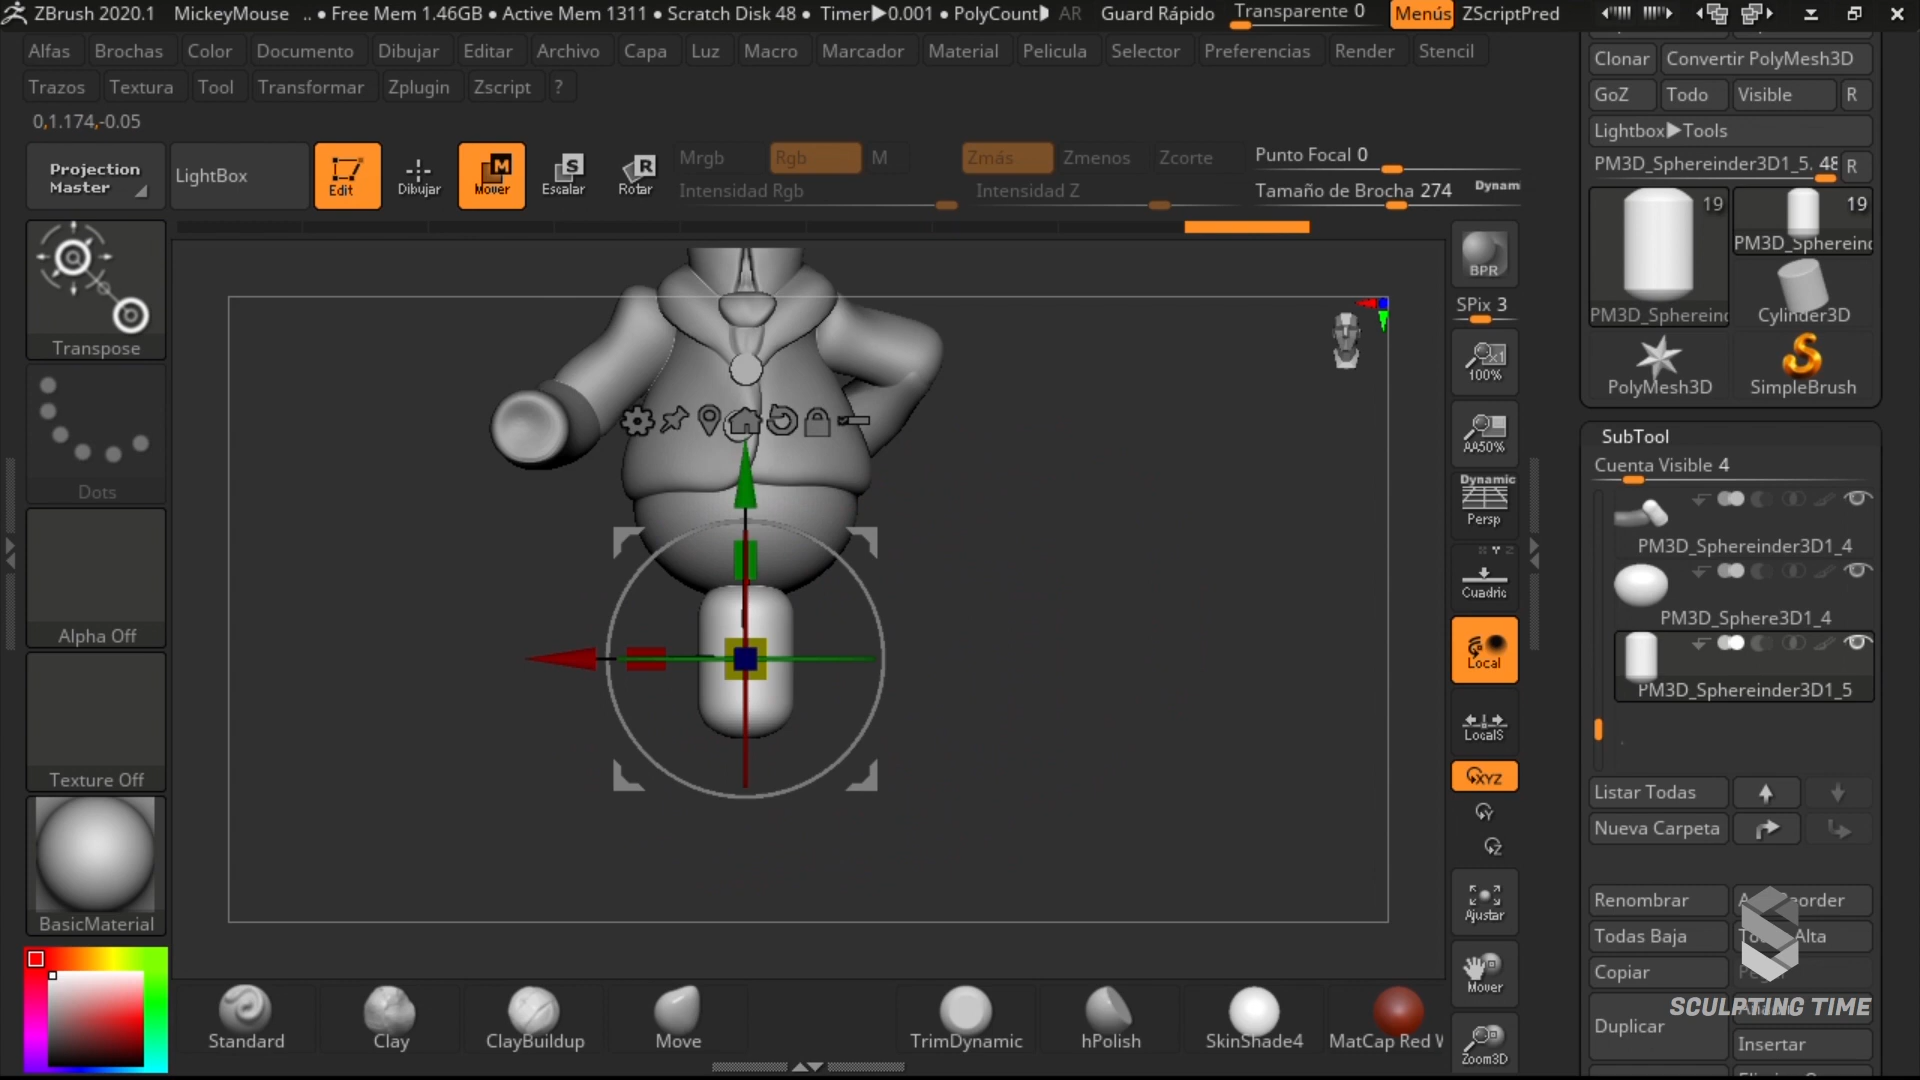 ZBrush 2020.1 MickeyMouse .. • Free Mem 1.46GB • Active Mem 1311 • Scratch Disk 48 • Timer▶0.001 • PolyCount▶ AR Guard Rápido Transparente 0 Menús ZScriptPred
Alfas Brochas Color Documento Dibujar Editar Archivo Capa Luz Macro Marcador Material Pelicula Selector Preferencias Render Stencil
Trazos Textura Tool Transformar Zplugin Zscript ?
0,1.174,-0.05
Projection
Master
LightBox
Edit
Dibujar
Mover
Escalar
Rotar
Mrgb Rgb M
Intensidad Rgb
Zmás Zmenos Zcorte
Intensidad Z
Punto Focal 0
Tamaño de Brocha 274
Dynami
Transpose
Dots
Alpha Off
Texture Off
BasicMaterial
BPR
SPix 3
100%
AA50%
Dynamic
Persp
Cuadric
Local
LocalS
XYZ
Y
Z
Ajustar
Mover
Zoom3D
Clonar Convertir PolyMesh3D
GoZ Todo Visible R
Lightbox▶Tools
PM3D_Sphereinder3D1_5. 48 R
19
19
PM3D_Sphereind
PM3D_Sphereind
Cylinder3D
PolyMesh3D
SimpleBrush
SubTool
Cuenta Visible 4
PM3D_Sphereinder3D1_4
PM3D_Sphere3D1_4
PM3D_Sphereinder3D1_5
Listar Todas
Nueva Carpeta
Renombrar
Todas Baja Alta
Copiar
SCULPTING TIME
Duplicar
Insertar
Standard
Clay
ClayBuildup
Move
TrimDynamic
hPolish
SkinShade4
MatCap Red W